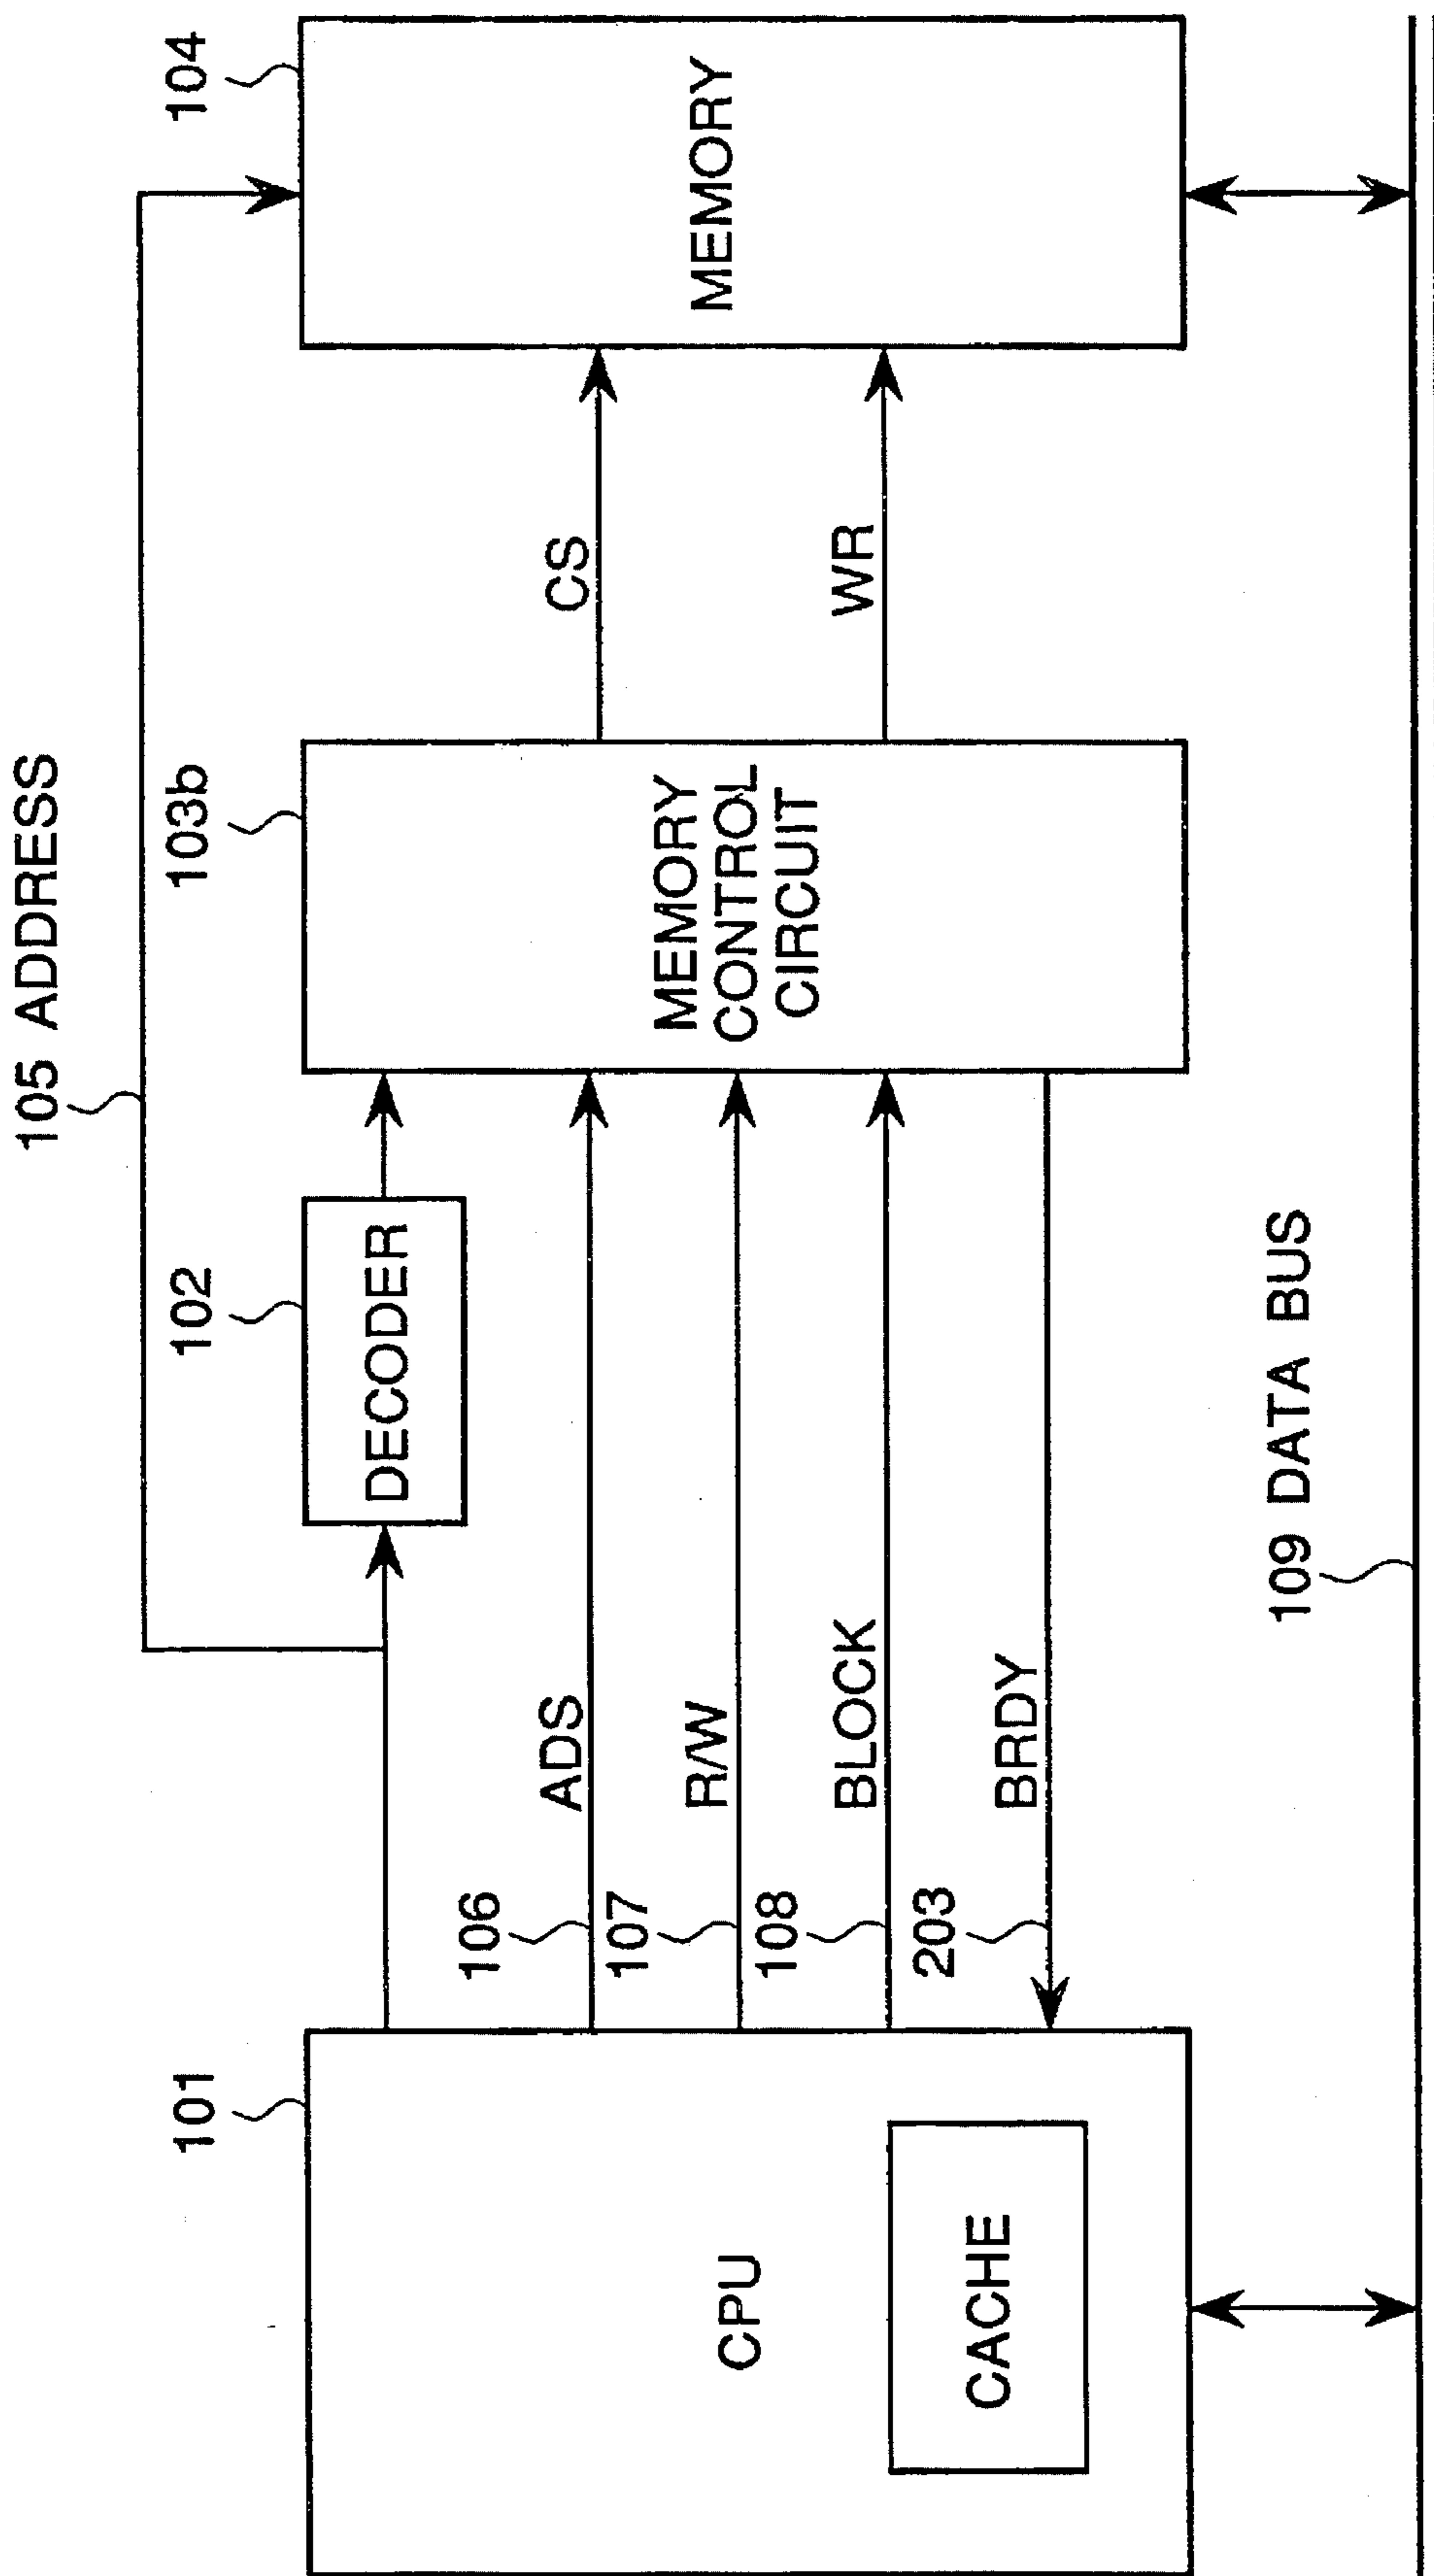 105 ADDRESS
101
102
103b
104
DECODER
106
ADS
107
R/W
108
BLOCK
203
BRDY
CS
WR
CPU
CACHE
MEMORY
CONTROL
CIRCUIT
MEMORY
109 DATA BUS